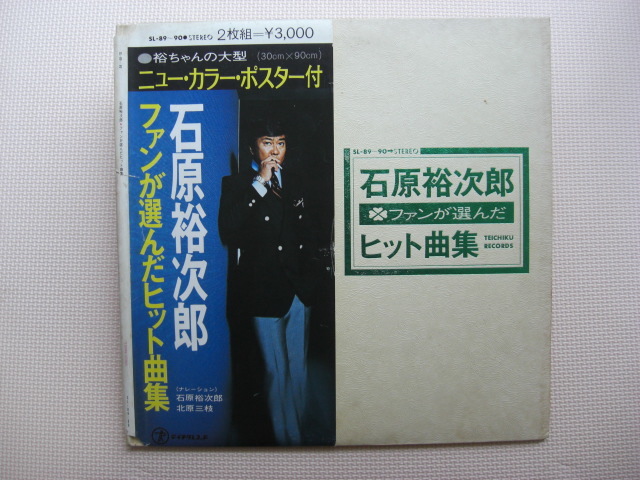 SL-89~90●STEREO 2枚組=¥3,000
●裕ちゃんの大型(30cm×90cm)
ニュー・カラー・ポスター付
石原裕次郎
ファンが選んだヒット曲集
(ナレーション)
石原裕次郎
北原三枝
SL-89~90●STEREO
石原裕次郎
ファンが選んだ
ヒット曲集
TEICHIKU
RECORDS